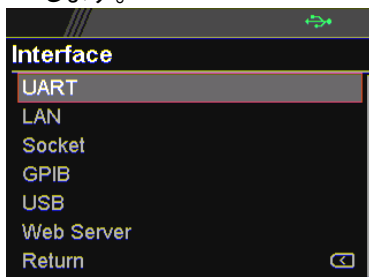 Interface
UART
LAN
Socket
GPIB
USB
Web Server
Return